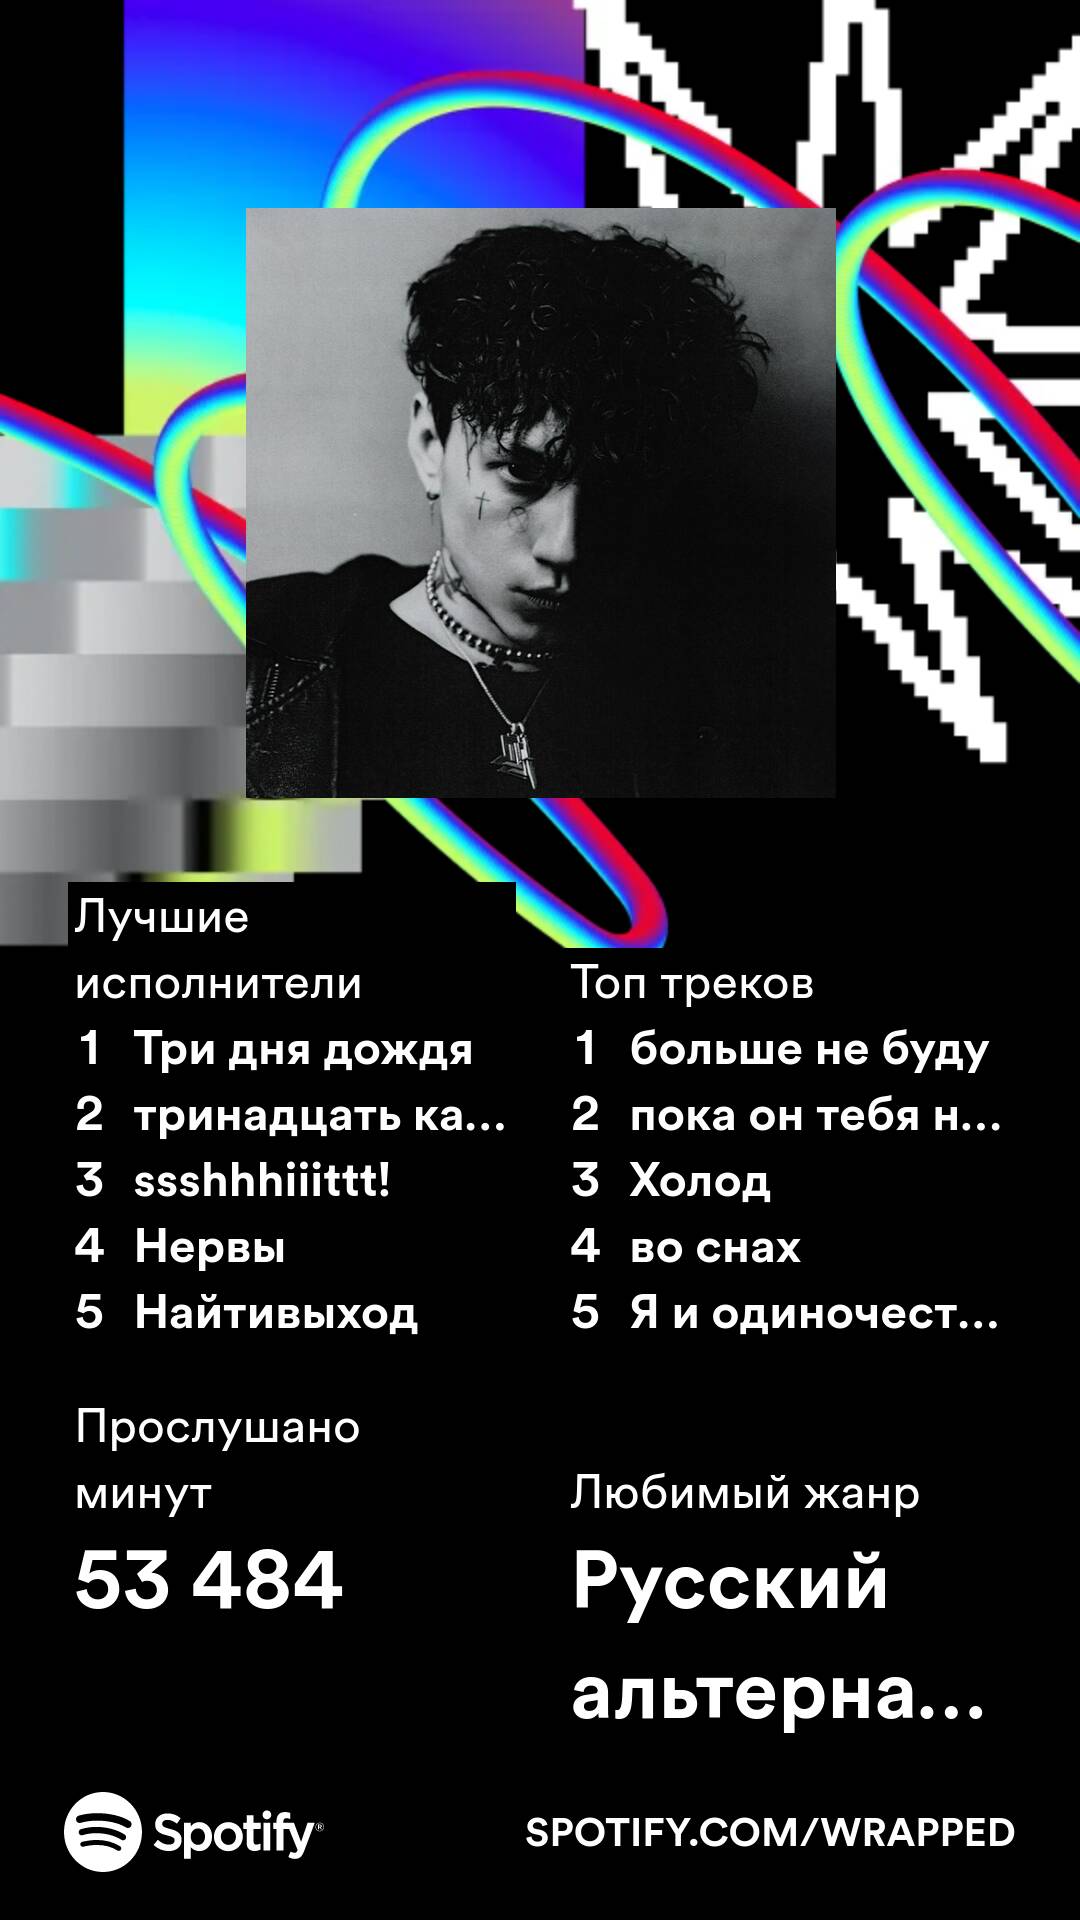 Лучшие
исполнители
1 Три дня дождя
2 тринадцать ка...
3 ssshhhiiittt!
4 Нервы
5 Найтивыход
Топ треков
1 больше не буду
2 пока он тебя н...
3 Холод
4 во снах
5 Я и одиночест...
Прослушано
минут
53 484
Любимый жанр
Русский
альтерна...
Spotify®
SPOTIFY.COM/WRAPPED